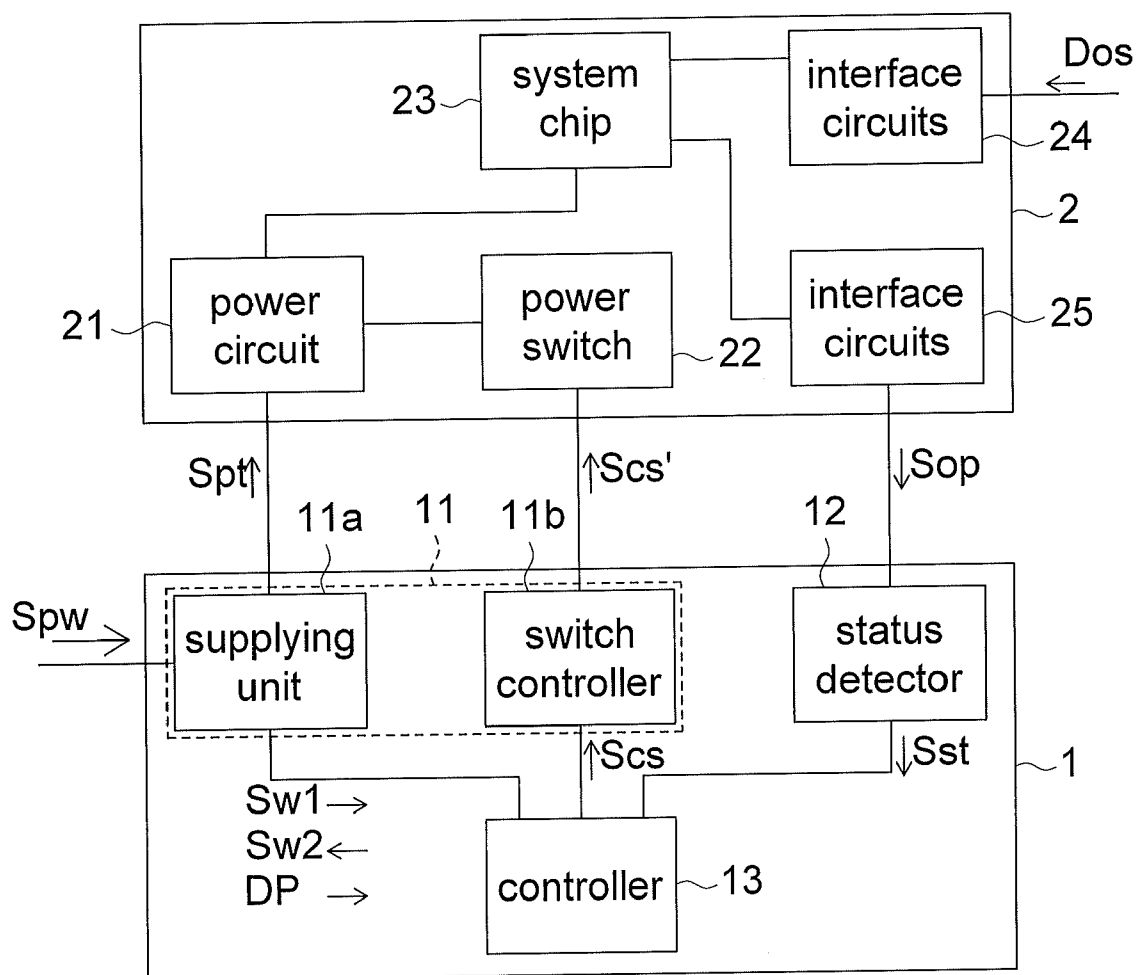 system
chip
23
interface
circuits
24
Dos
2
power
circuit
21
power
switch
22
interface
circuits
25
Spt
Scs'
Sop
11a
11
11b
12
Spw
supplying
unit
switch
controller
status
detector
Scs
Sst
1
Sw1
Sw2
DP
controller
13